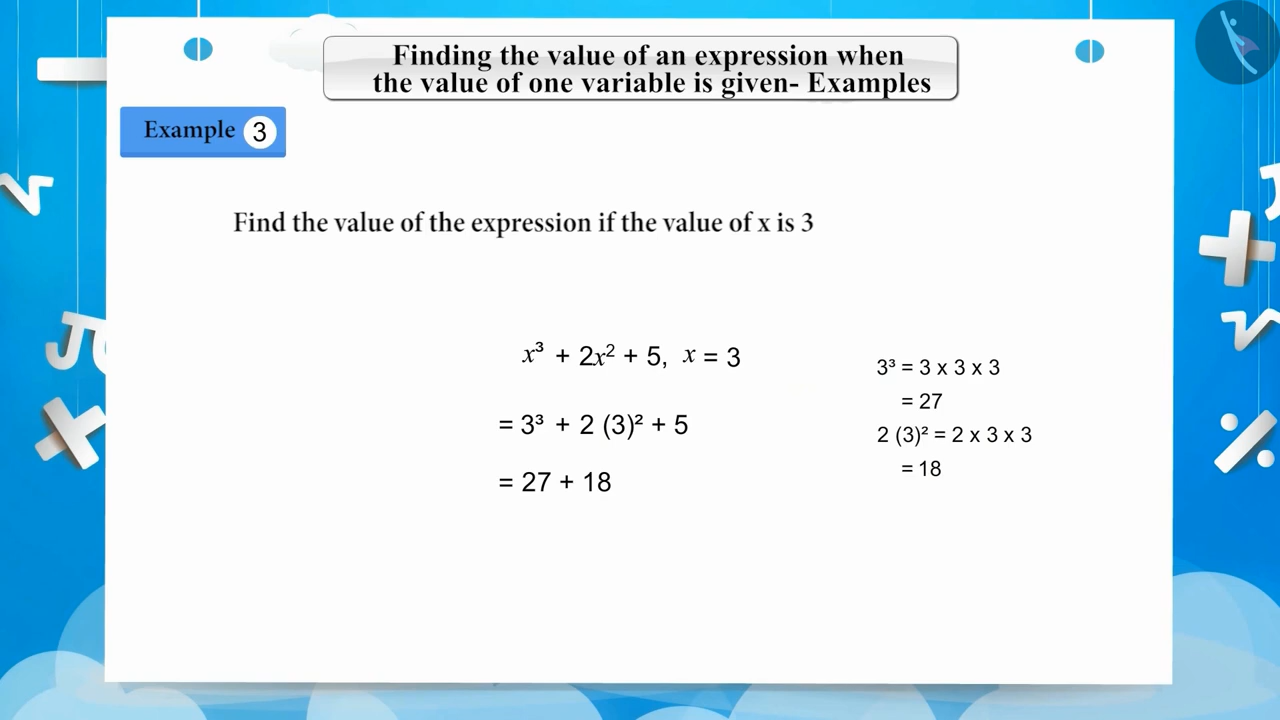 Finding the value of an expression when
the value of one variable is given- Examples
Example 3
Find the value of the expression if the value of x is 3
x³ + 2x² + 5, x = 3
= 3³ + 2 (3)² + 5
= 27 + 18
3³ = 3 x 3 x 3
= 27
2 (3)² = 2 x 3 x 3
= 18